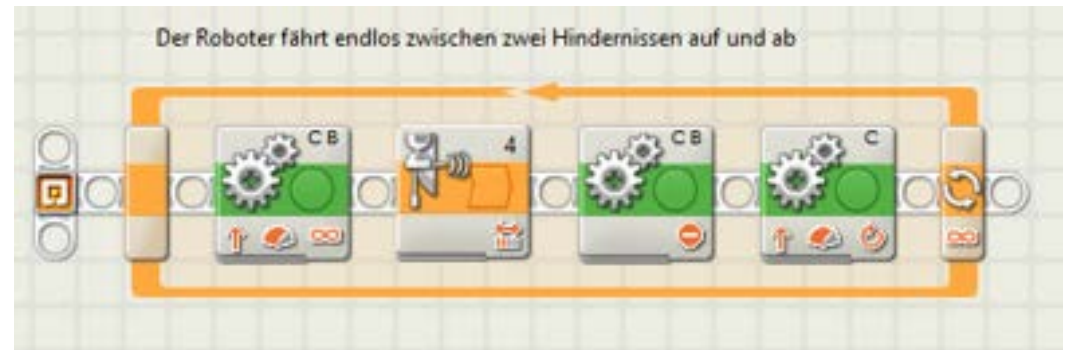 Der Roboter fährt endlos zwischen zwei Hindernissen auf und ab
C B
4
C B
C